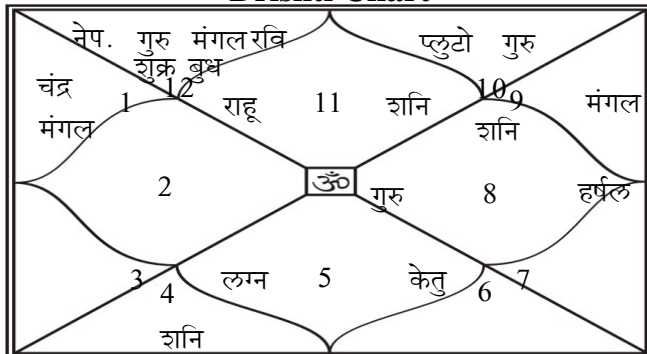 नेप. गुरु मंगल रवि
शुक्र बुध
12
प्लुटो गुरु
10
9
चंद्र
1
मंगल
राहू 11 शनि
शनि
मंगल
2
ॐ
गुरु 8 हर्षल
3
4
लग्न 5 केतु
6
7
शनि